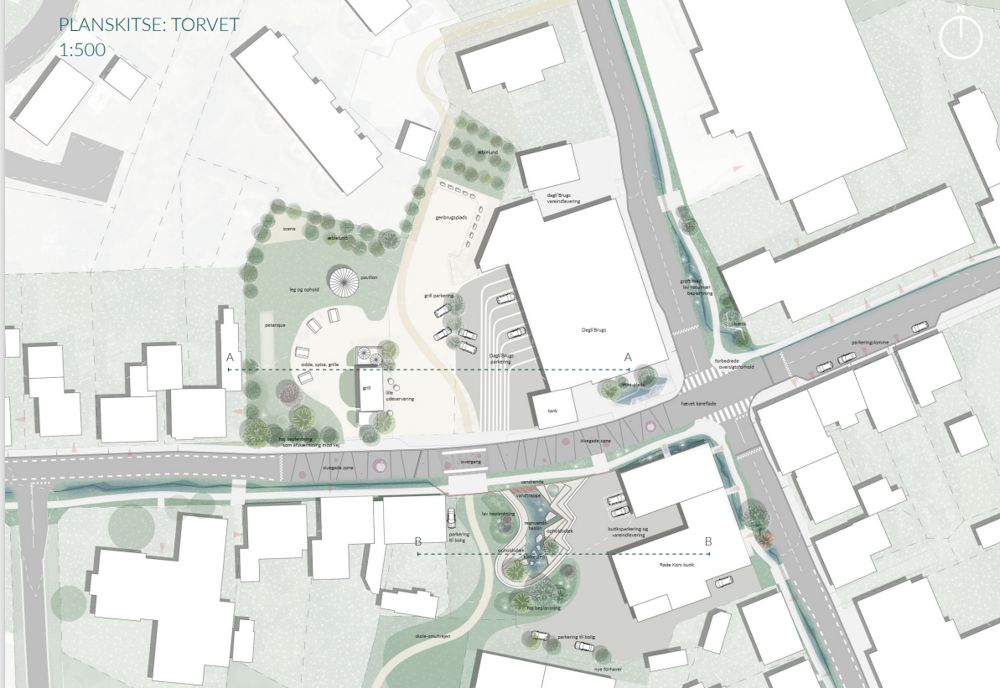 PLANSKITSE: TORVET
1:500
N
æblelund
dagli'Brugs
vareindlevering
genbrugsplads
scene
æblelund
pavillon
leg og ophold
grøft med
lav naturnær
beplantning
grill parkering
petanque
bænk
Dagli'Brugs
parkeringslomme
A
A
Dagli'Brugs
parkering
forbedrede
oversigtsforhold
sidde, spise, grille
mini-plads
grill
lille
udeservering
tank
hævet køreflade
høj beplantning
som afskærmning mod vej
sivegade zone
sivegade zone
overgang
vandrende
vandtrappe
lav beplantning
regnvands-
bassin
opholdsdæk
butiksparkering og
vareindlevering
parkering
til bolig
B
B
opholdsdæk
Røde Kors butik
høj beplantning
skole-smutvejen
parkering til bolig
nye forhaver